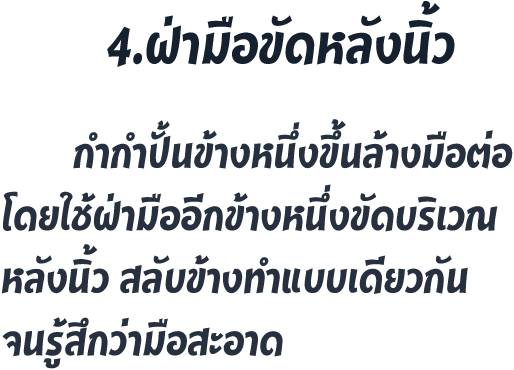 4.ฝ่ามือขัดหลังนิ้ว
กำกำปั้นข้างหนึ่งขึ้นล้างมือต่อ
โดยใช้ฝ่ามืออีกข้างหนึ่งขัดบริเวณ
หลังนิ้ว สลับข้างทำแบบเดียวกัน
จนรู้สึกว่ามือสะอาด